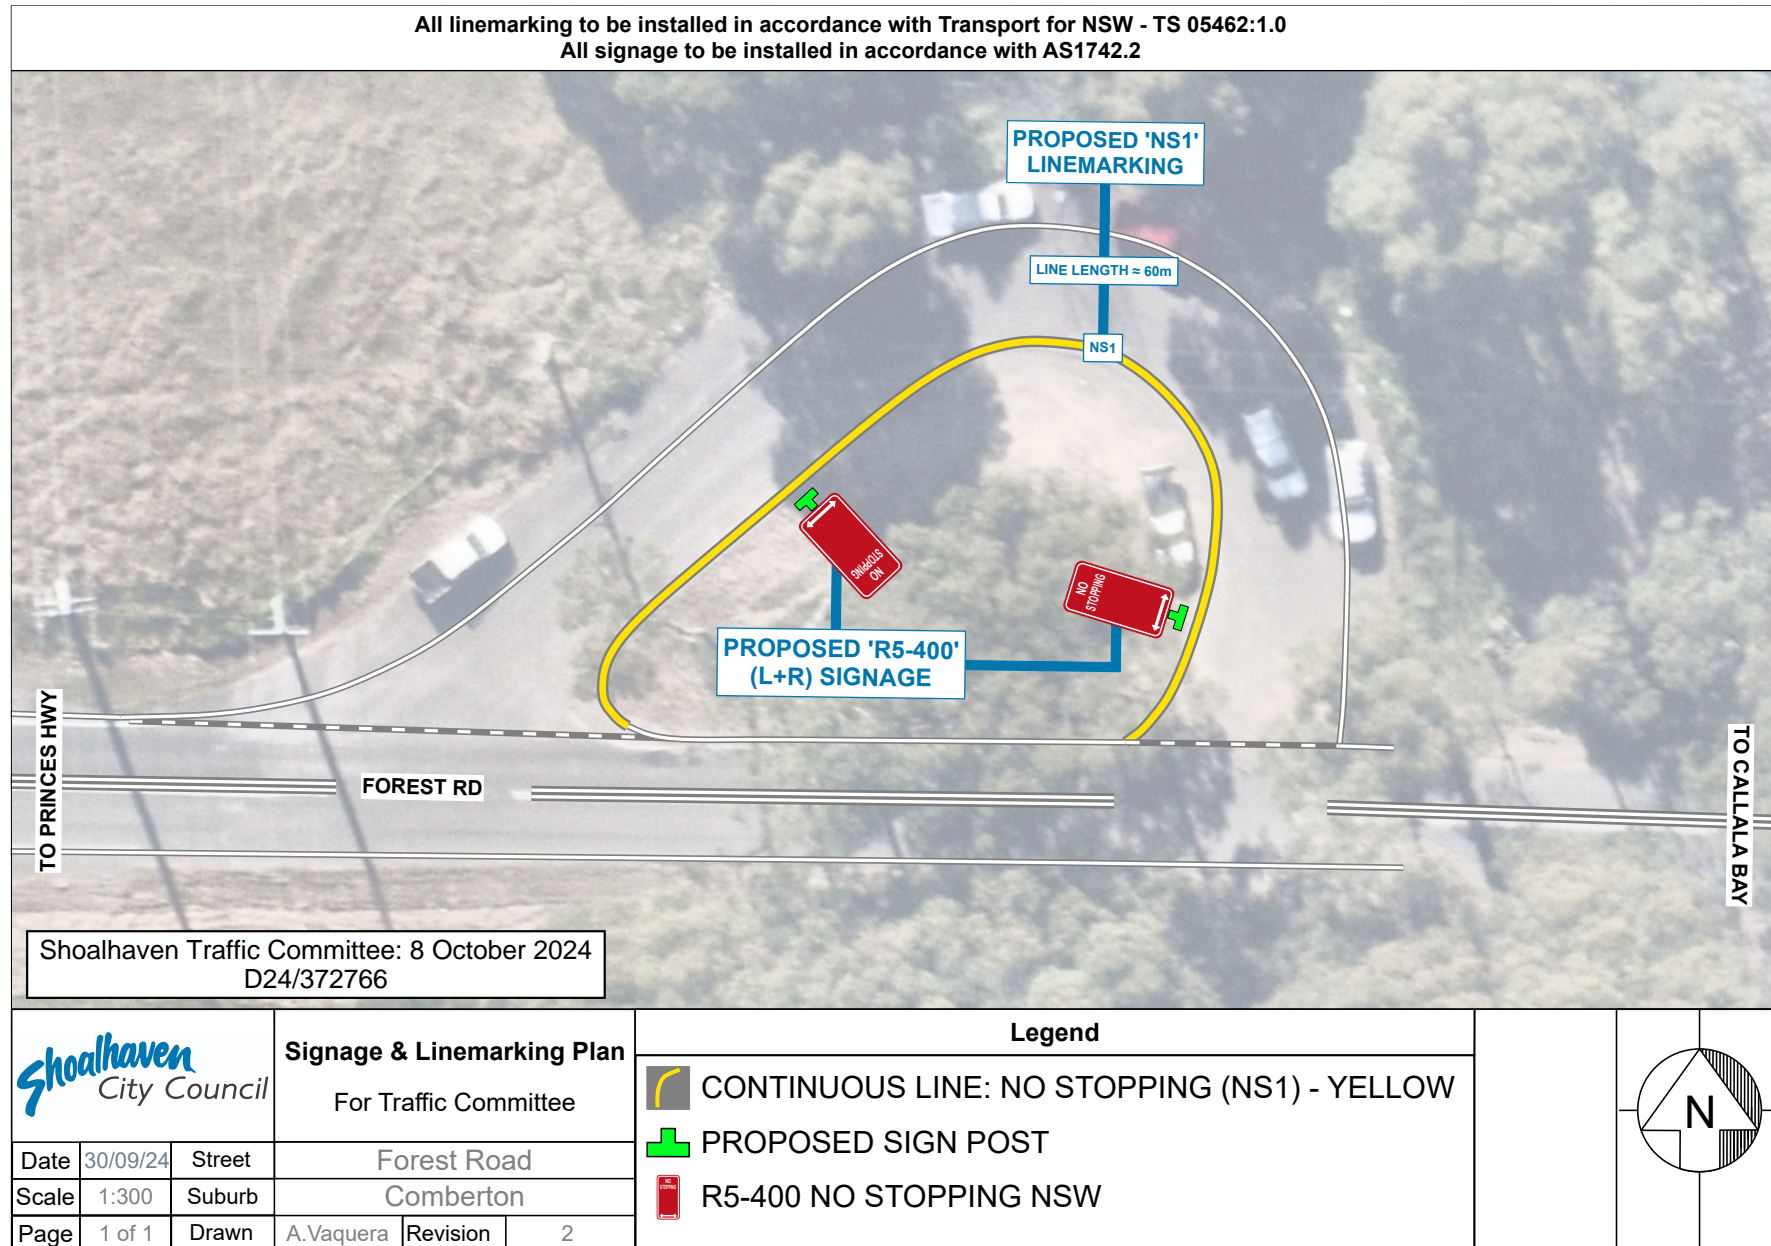 All linemarking to be installed in accordance with Transport for NSW - TS 05462:1.0
All signage to be installed in accordance with AS1742.2
PROPOSED 'NS1'
LINEMARKING
LINE LENGTH ≈ 60m
NS1
NO
STOPPING
NO
STOPPING
PROPOSED 'R5-400'
(L+R) SIGNAGE
TO PRINCES HWY
FOREST RD
TO CALLALA BAY
Shoalhaven Traffic Committee: 8 October 2024
D24/372766
Shoalhaven
City Council
Signage & Linemarking Plan
For Traffic Committee
Date 30/09/24 Street Forest Road
Scale 1:300 Suburb Comberton
Page 1 of 1 Drawn A.Vaquera Revision 2
Legend
CONTINUOUS LINE: NO STOPPING (NS1) - YELLOW
PROPOSED SIGN POST
NO
STOPPING
R5-400 NO STOPPING NSW
N